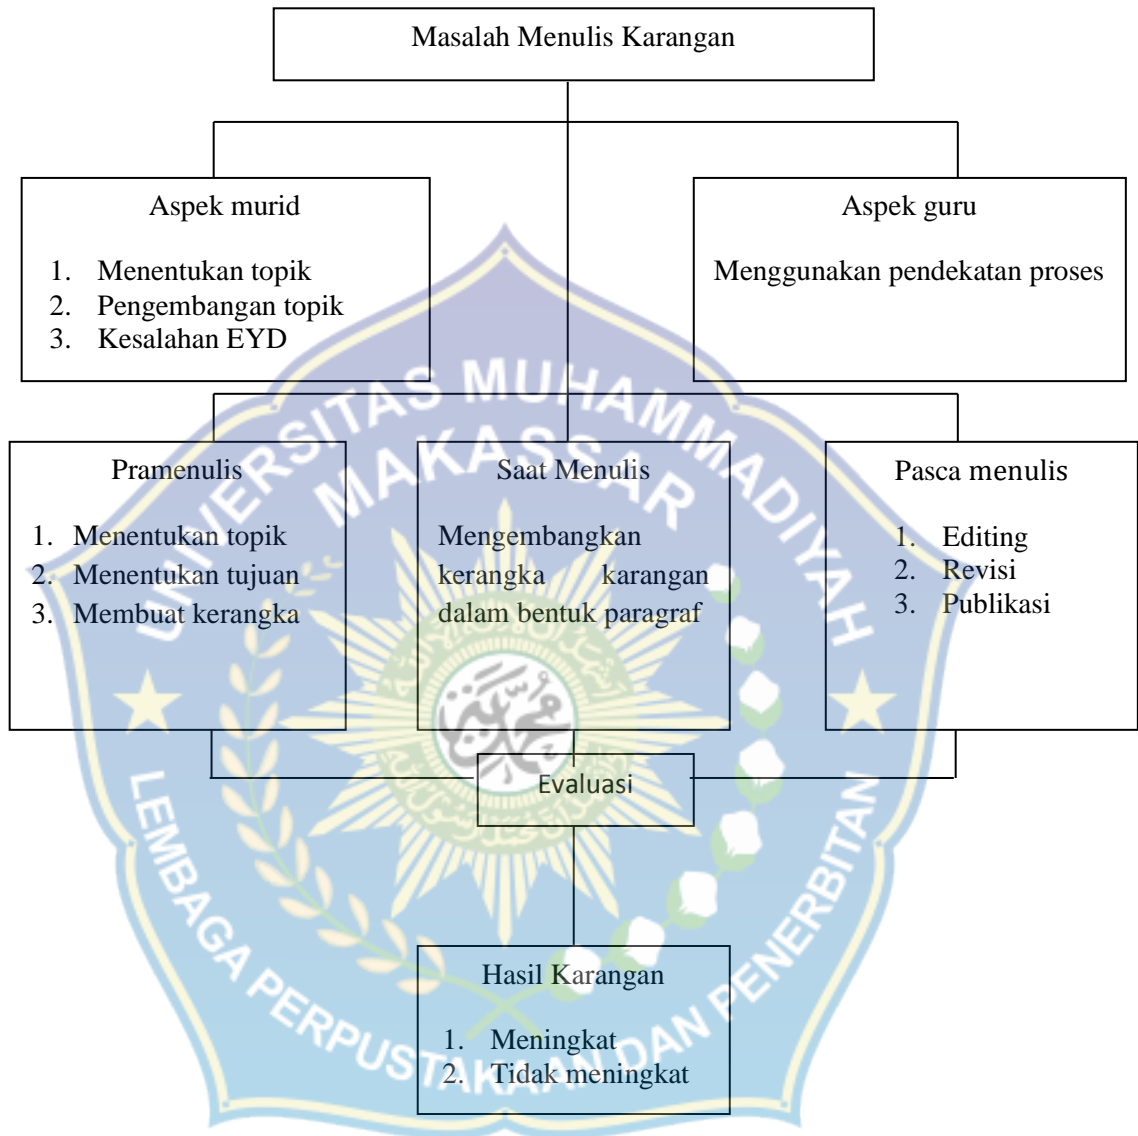 Masalah Menulis Karangan
Aspek murid
1. Menentukan topik
2. Pengembangan topik
3. Kesalahan EYD
Aspek guru
Menggunakan pendekatan proses
Pramenulis
1. Menentukan topik
2. Menentukan tujuan
3. Membuat kerangka
Saat Menulis
Mengembangkan
kerangka karangan
dalam bentuk paragraf
Pasca menulis
1. Editing
2. Revisi
3. Publikasi
Evaluasi
Hasil Karangan
1. Meningkat
2. Tidak meningkat
UNIVERSITAS MUHAMMADIYAH
MAKASSAR
محمد
LEMBAGA PERPUSTAKAAN DAN PENERBITAN